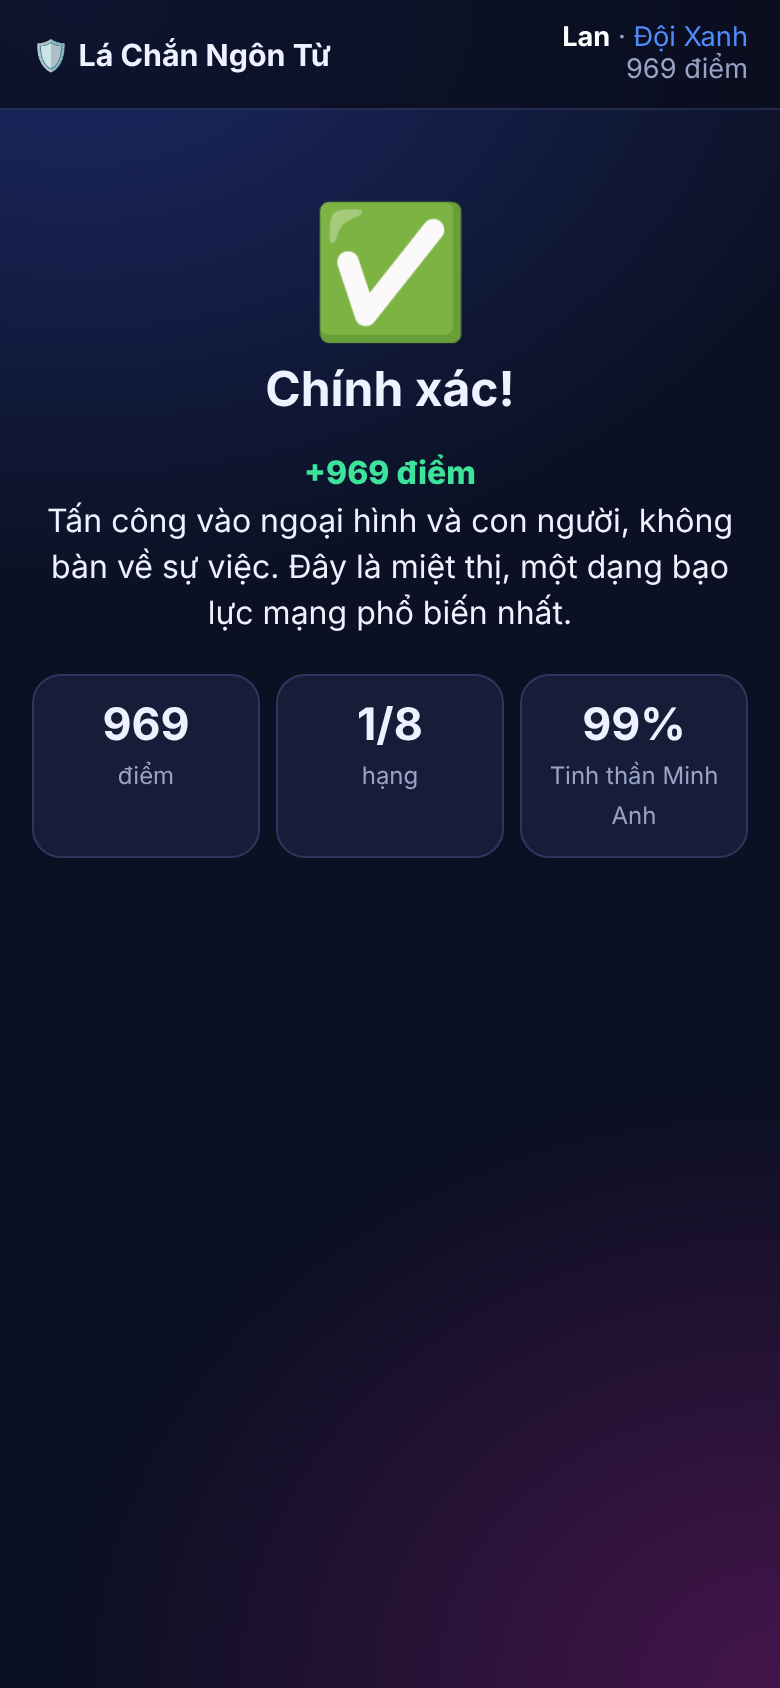 Lá Chắn Ngôn Từ
Lan · Đội Xanh
969 điểm
Chính xác!
+969 điểm
Tấn công vào ngoại hình và con người, không
bàn về sự việc. Đây là miệt thị, một dạng bạo
lực mạng phổ biến nhất.
969
điểm
1/8
hạng
99%
Tinh thần Minh
Anh